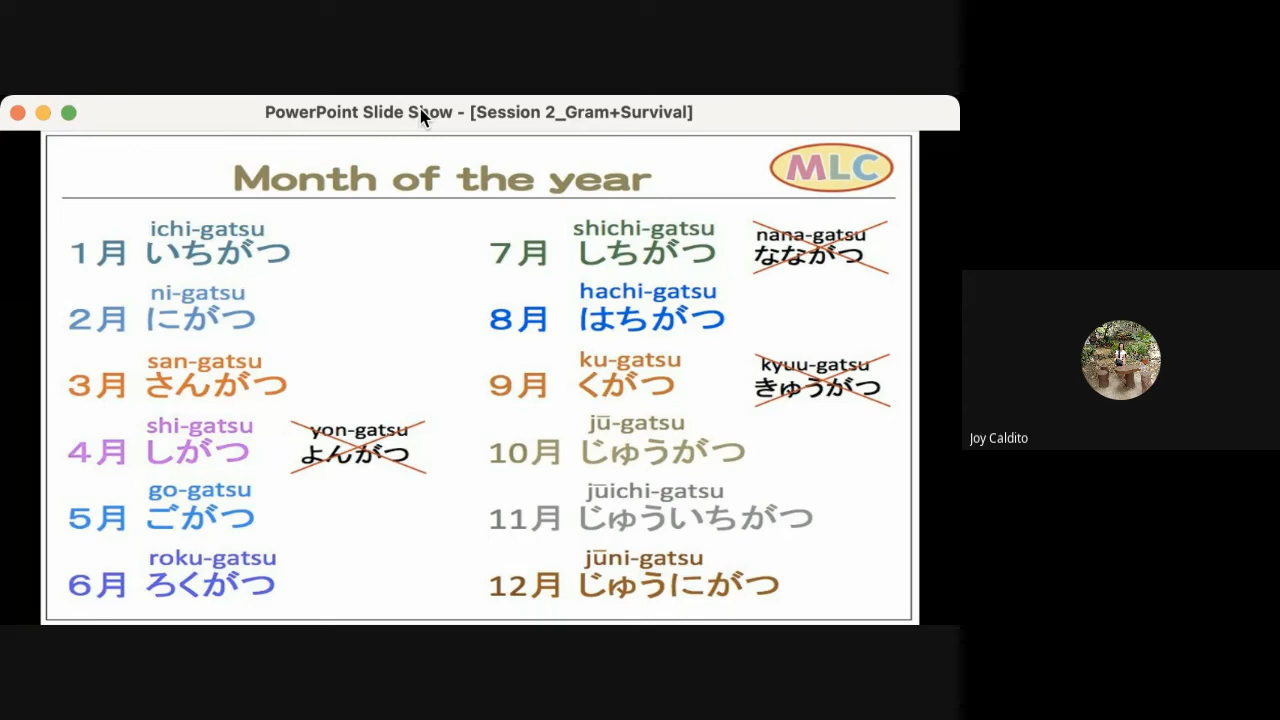 PowerPoint Slide Show - [Session 2_Gram+Survival]
Month of the year
MLC
ichi-gatsu
1月 いちがつ
ni-gatsu
2月 にがつ
san-gatsu
3月 さんがつ
shi-gatsu
4月 しがつ
yon-gatsu
よんがつ
go-gatsu
5月 ごがつ
roku-gatsu
6月 ろくがつ
shichi-gatsu
7月 しちがつ
nana-gatsu
なながつ
hachi-gatsu
8月 はちがつ
ku-gatsu
9月 くがつ
kyuu-gatsu
きゅうがつ
jū-gatsu
10月 じゅうがつ
jūichi-gatsu
11月 じゅういちがつ
jūni-gatsu
12月 じゅうにがつ
Joy Caldito